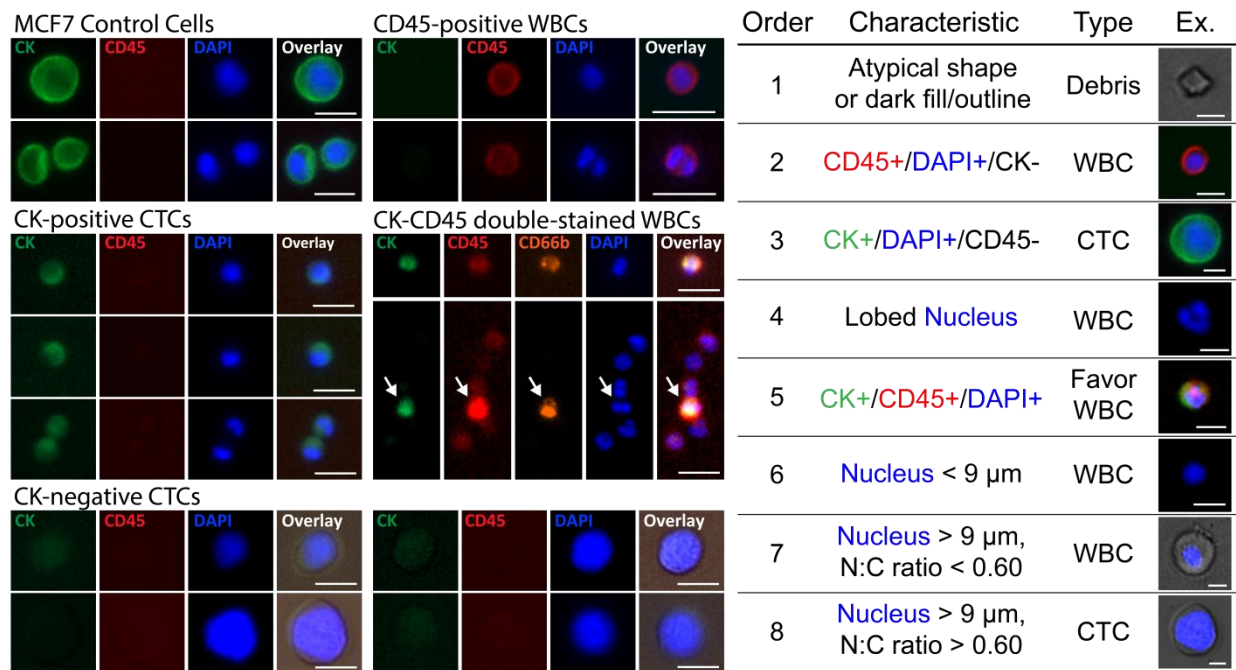 MCF7 Control Cells
CK CD45 DAPI Overlay
CD45-positive WBCs
CK CD45 DAPI Overlay
CK-positive CTCs
CK CD45 DAPI Overlay
CK-CD45 double-stained WBCs
CK CD45 CD66b DAPI Overlay
CK-negative CTCs
CK CD45 DAPI Overlay
CK CD45 DAPI Overlay
Order Characteristic Type Ex.
1 Atypical shape or dark fill/outline Debris
2 CD45+/DAPI+/CK- WBC
3 CK+/DAPI+/CD45- CTC
4 Lobed Nucleus WBC
5 CK+/CD45+/DAPI+ Favor WBC
6 Nucleus < 9 µm WBC
7 Nucleus > 9 µm, N:C ratio < 0.60 WBC
8 Nucleus > 9 µm, N:C ratio > 0.60 CTC